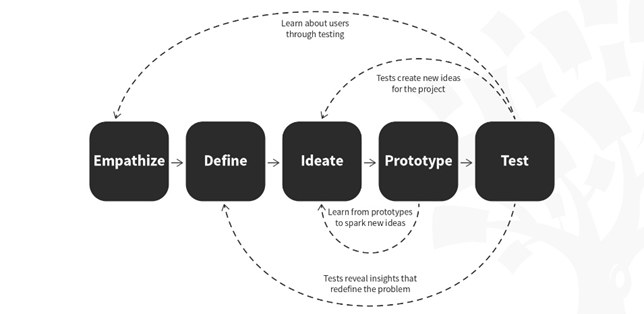 Learn about users
through testing
Tests create new ideas
for the project
Empathize
Define
Ideate
Prototype
Test
Learn from prototypes
to spark new ideas
Tests reveal insights that
redefine the problem